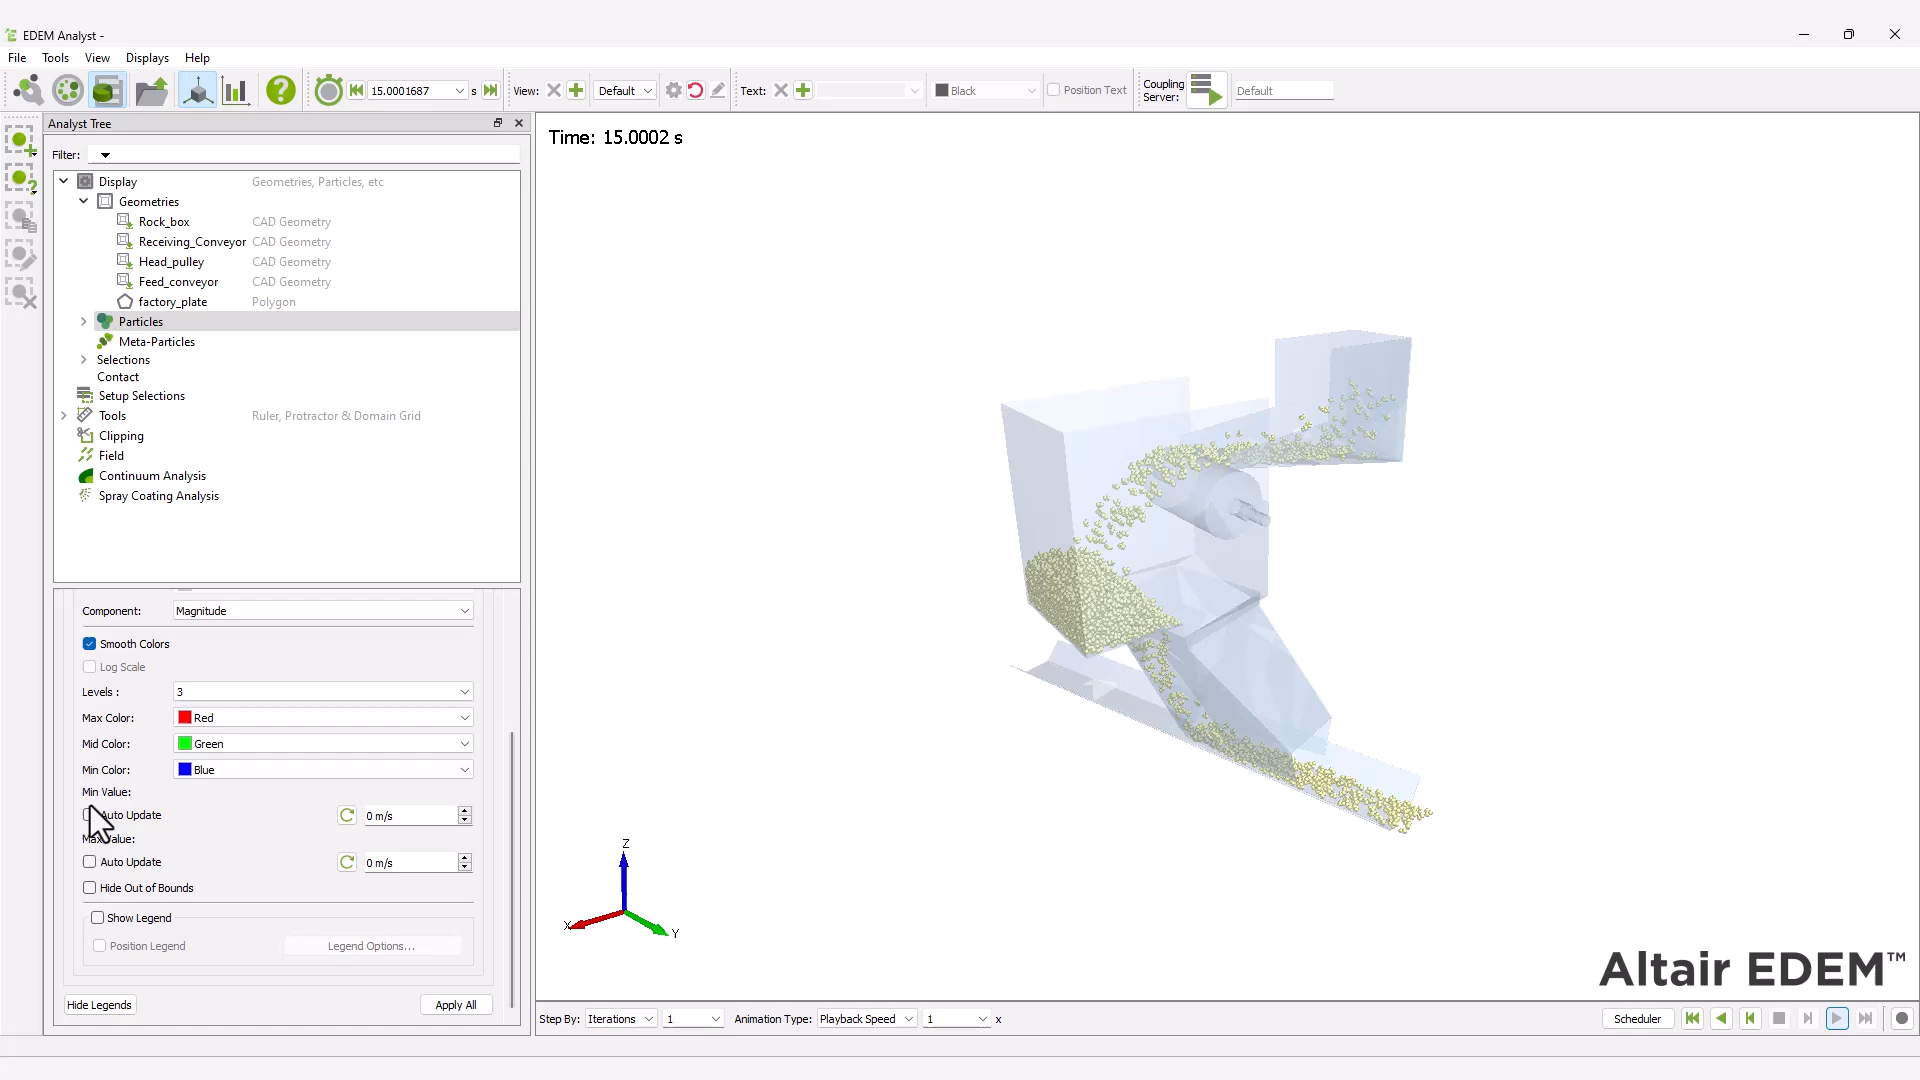 EDEM Analyst -
File Tools View Displays Help
15.0001687 s View: Default Text: Black Position Text Coupling Server: Default
Analyst Tree
Filter:
Display Geometries, Particles, etc
Geometries
Rock_box CAD Geometry
Receiving_Conveyor CAD Geometry
Head_pulley CAD Geometry
Feed_conveyor CAD Geometry
factory_plate Polygon
Particles
Meta-Particles
Selections
Contact
Setup Selections
Tools Ruler, Protractor & Domain Grid
Clipping
Field
Continuum Analysis
Spray Coating Analysis
Component: Magnitude
Smooth Colors
Log Scale
Levels : 3
Max Color: Red
Mid Color: Green
Min Color: Blue
Min Value:
Auto Update 0 m/s
Max Value:
Auto Update 0 m/s
Hide Out of Bounds
Show Legend
Position Legend Legend Options...
Hide Legends Apply All
Time: 15.0002 s
Z
X
Y
Altair EDEM™
Step By: Iterations 1 Animation Type: Playback Speed 1 x Scheduler